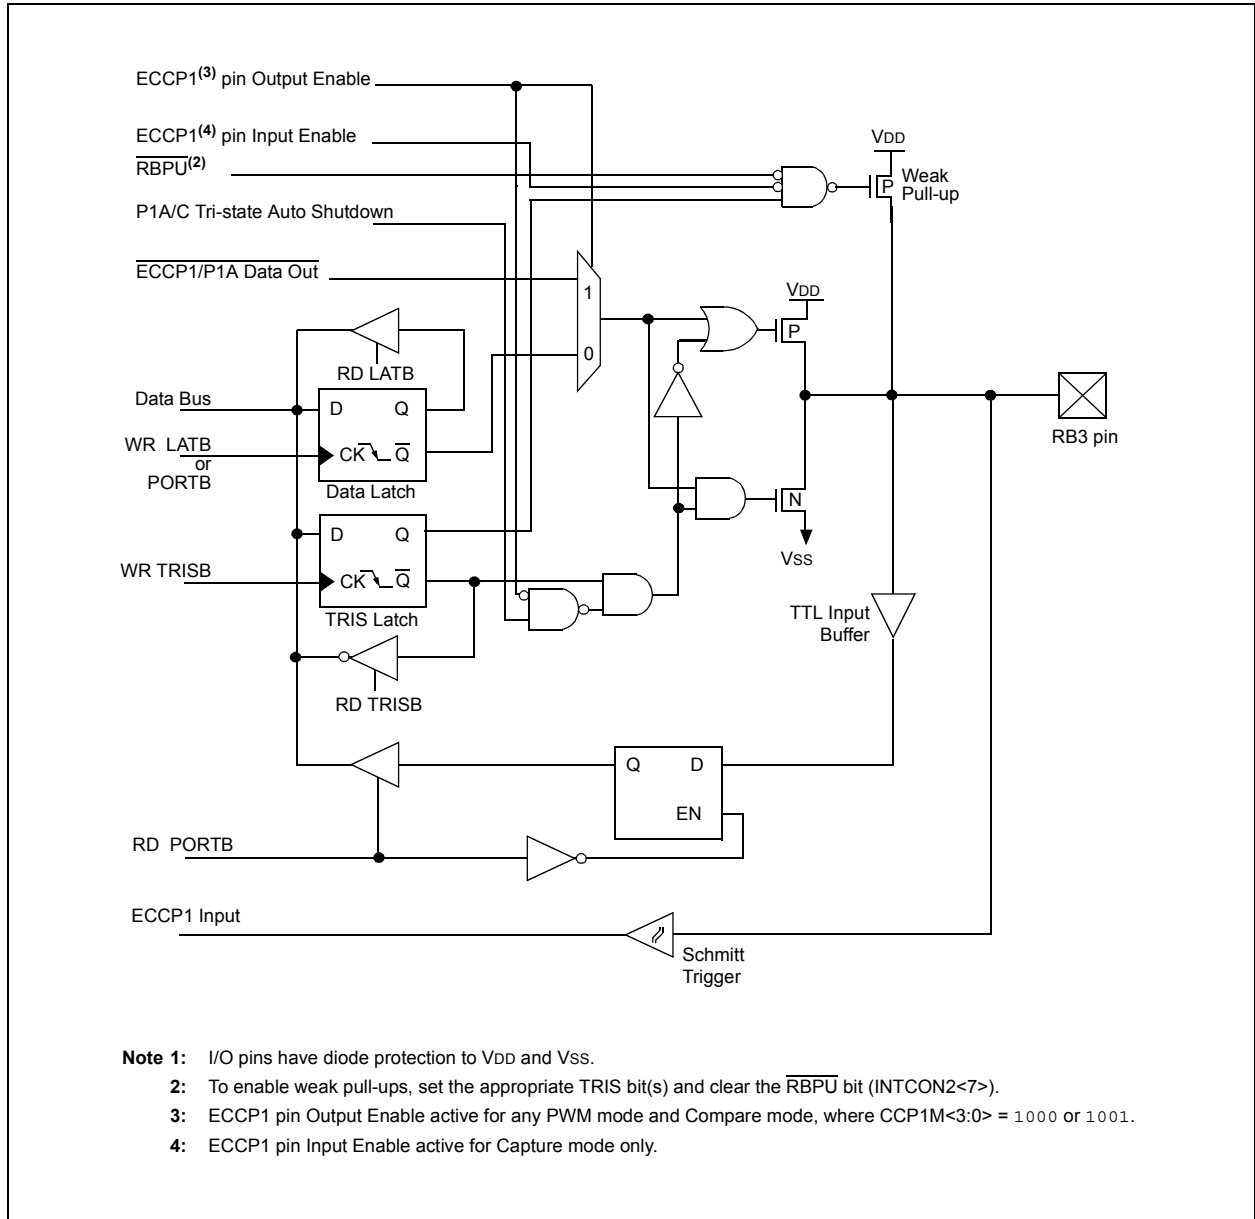 ECCP1(3) pin Output Enable
ECCP1(4) pin Input Enable
RBPU(2)
VDD
Weak
Pull-up
P
P1A/C Tri-state Auto Shutdown
ECCP1/P1A Data Out
1
0
VDD
P
RD LATB
Data Bus
D Q
WR LATB
or
PORTB
CK Q
Data Latch
RB3 pin
N
VSS
D Q
WR TRISB
CK Q
TRIS Latch
TTL Input
Buffer
RD TRISB
Q D
EN
RD PORTB
ECCP1 Input
Schmitt
Trigger
Note 1: I/O pins have diode protection to VDD and VSS.
2: To enable weak pull-ups, set the appropriate TRIS bit(s) and clear the RBPU bit (INTCON2<7>).
3: ECCP1 pin Output Enable active for any PWM mode and Compare mode, where CCP1M<3:0> = 1000 or 1001.
4: ECCP1 pin Input Enable active for Capture mode only.